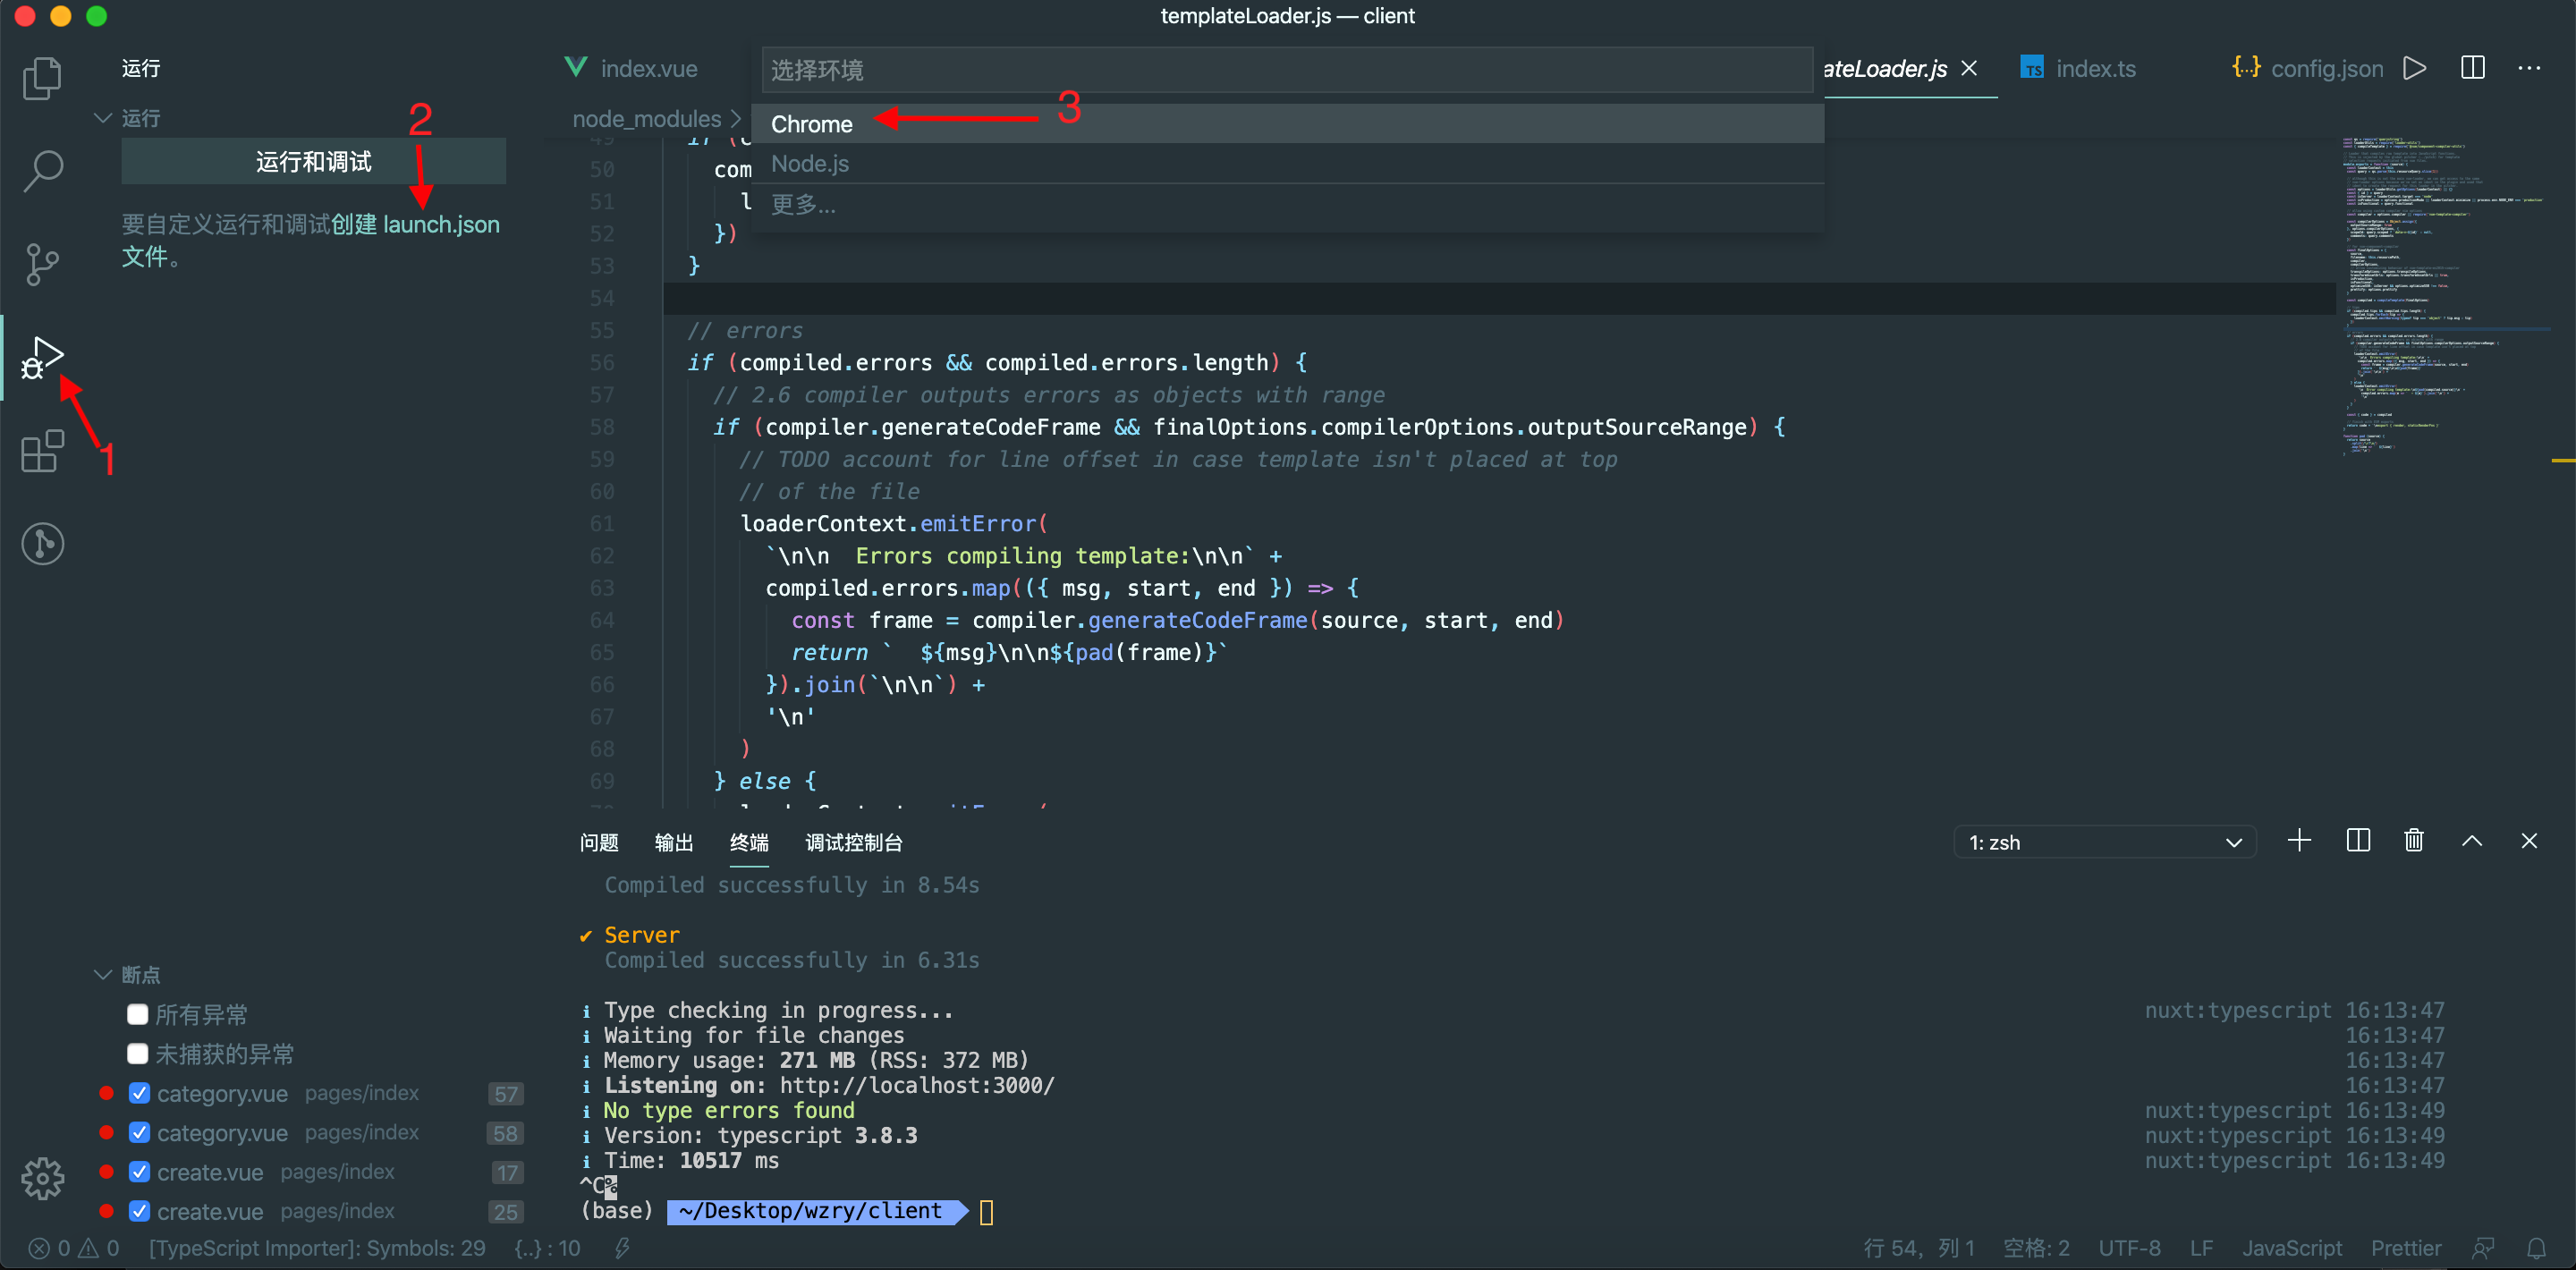 templateLoader.js — client
运行
index.vue
选择环境
ateLoader.js
TS index.ts
{...} config.json
运行
2
node_modules
Chrome
3
运行和调试
50 com
Node.js
要自定义运行和调试创建 launch.json
文件。
51 l
更多...
52 })
53 }
54
55 // errors
56 if (compiled.errors && compiled.errors.length) {
57 // 2.6 compiler outputs errors as objects with range
58 if (compiler.generateCodeFrame && finalOptions.compilerOptions.outputSourceRange) {
1
59 // TODO account for line offset in case template isn't placed at top
60 // of the file
61 loaderContext.emitError(
62 `\n\n  Errors compiling template:\n\n` +
63 compiled.errors.map(({ msg, start, end }) => {
64 const frame = compiler.generateCodeFrame(source, start, end)
65 return `  ${msg}\n\n${pad(frame)}`
66 }).join(`\n\n`) +
67 '\n'
68 )
69 } else {
问题 输出 终端 调试控制台 1: zsh
Compiled successfully in 8.54s
✔ Server
Compiled successfully in 6.31s
断点
所有异常
未捕获的异常
category.vue pages/index 57
category.vue pages/index 58
create.vue pages/index 17
create.vue pages/index 25
ℹ Type checking in progress... nuxt:typescript 16:13:47
ℹ Waiting for file changes 16:13:47
ℹ Memory usage: 271 MB (RSS: 372 MB) 16:13:47
ℹ Listening on: http://localhost:3000/ 16:13:47
ℹ No type errors found nuxt:typescript 16:13:49
ℹ Version: typescript 3.8.3 nuxt:typescript 16:13:49
ℹ Time: 10517 ms nuxt:typescript 16:13:49
^C%
(base) ~/Desktop/wzry/client
0 0 [TypeScript Importer]: Symbols: 29 {..} : 10 行 54，列 1 空格: 2 UTF-8 LF JavaScript Prettier